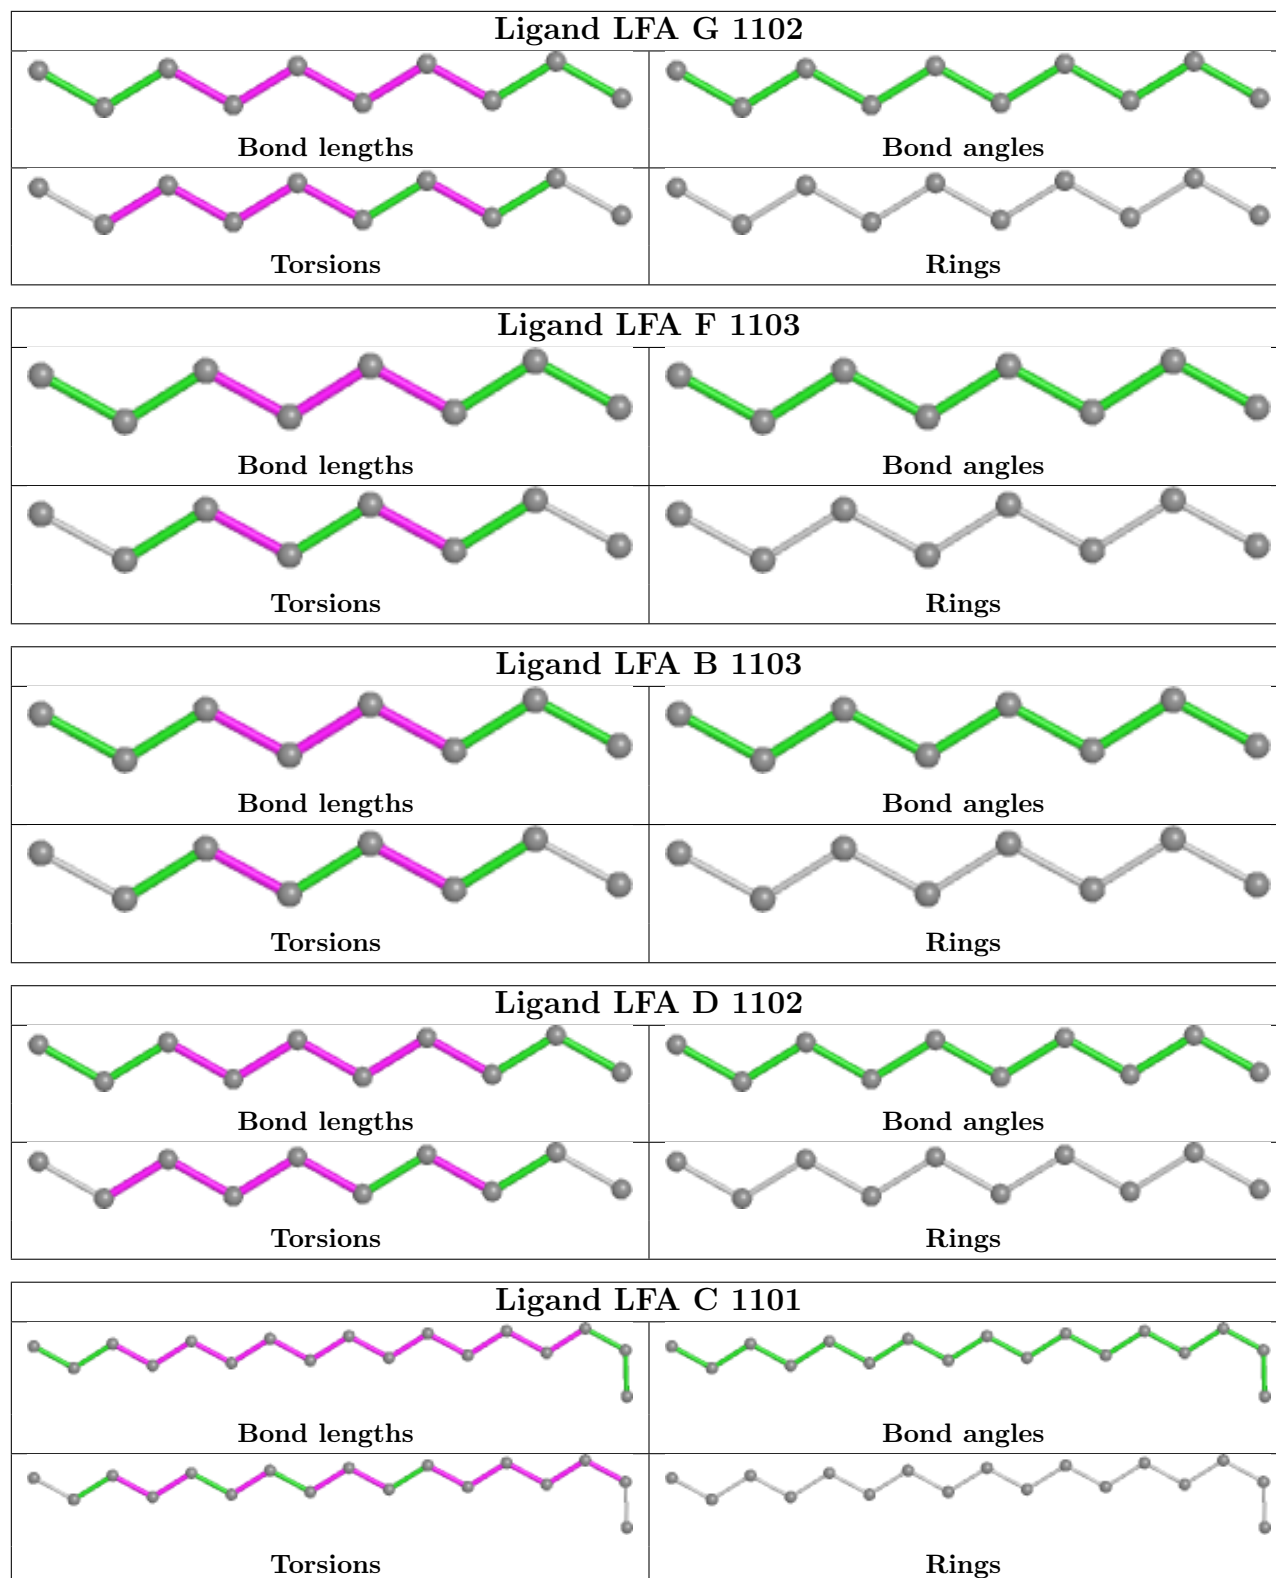 Ligand LFA G 1102
Bond lengths
Bond angles
Torsions
Rings
Ligand LFA F 1103
Bond lengths
Bond angles
Torsions
Rings
Ligand LFA B 1103
Bond lengths
Bond angles
Torsions
Rings
Ligand LFA D 1102
Bond lengths
Bond angles
Torsions
Rings
Ligand LFA C 1101
Bond lengths
Bond angles
Torsions
Rings